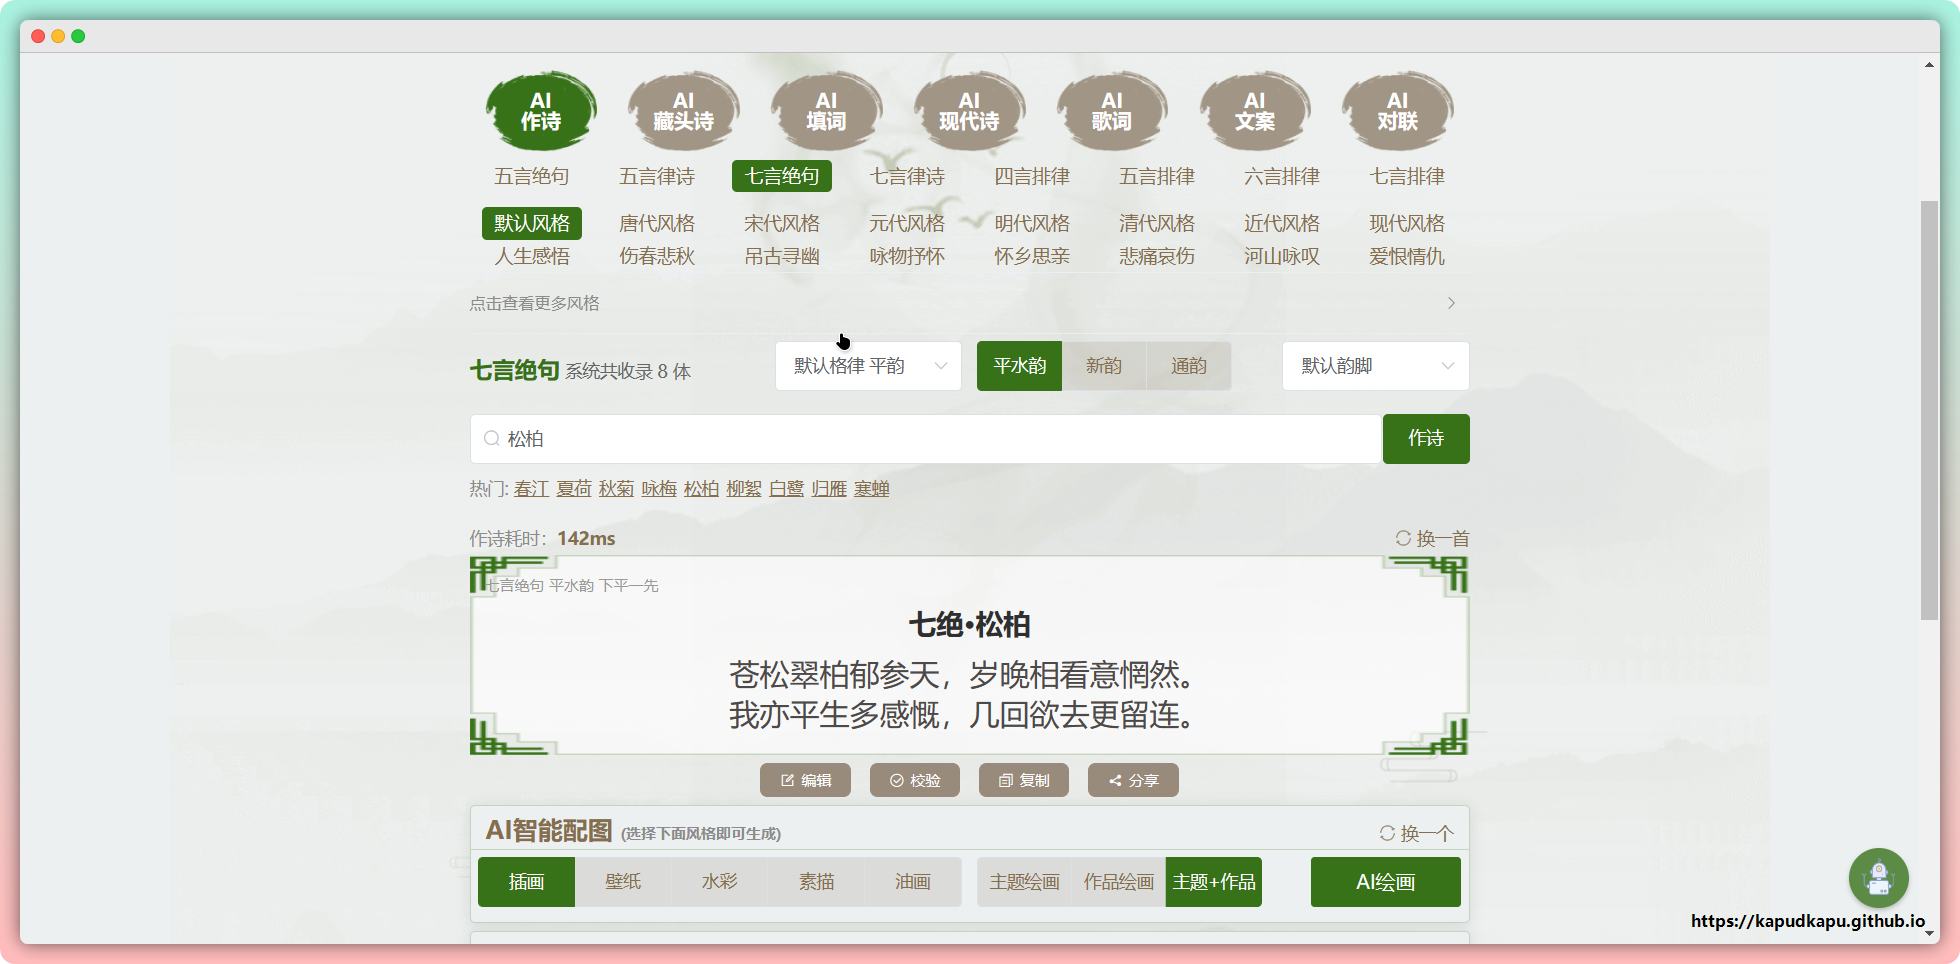 AI 作诗 AI 藏头诗 AI 填词 AI 现代诗 AI 歌词 AI 文案 AI 对联
五言绝句 五言律诗 七言绝句 七言律诗 四言排律 五言排律 六言排律 七言排律
默认风格 唐代风格 宋代风格 元代风格 明代风格 清代风格 近代风格 现代风格
人生感悟 伤春悲秋 吊古寻幽 咏物抒怀 怀乡思亲 悲痛哀伤 河山咏叹 爱恨情仇
点击查看更多风格
七言绝句 系统共收录 8 体 默认格律 平韵 平水韵 新韵 通韵 默认韵脚
松柏 作诗
热门: 春江 夏荷 秋菊 咏梅 松柏 柳絮 白鹭 归雁 寒蝉
作诗耗时：142ms 换一首
七言绝句 平水韵 下平一先
七绝•松柏
苍松翠柏郁参天，岁晚相看意惘然。
我亦平生多感慨，几回欲去更留连。
编辑 校验 复制 分享
AI智能配图 (选择下面风格即可生成) 换一个
插画 壁纸 水彩 素描 油画 主题绘画 作品绘画 主题+作品 AI绘画
https://kapudkapu.github.io